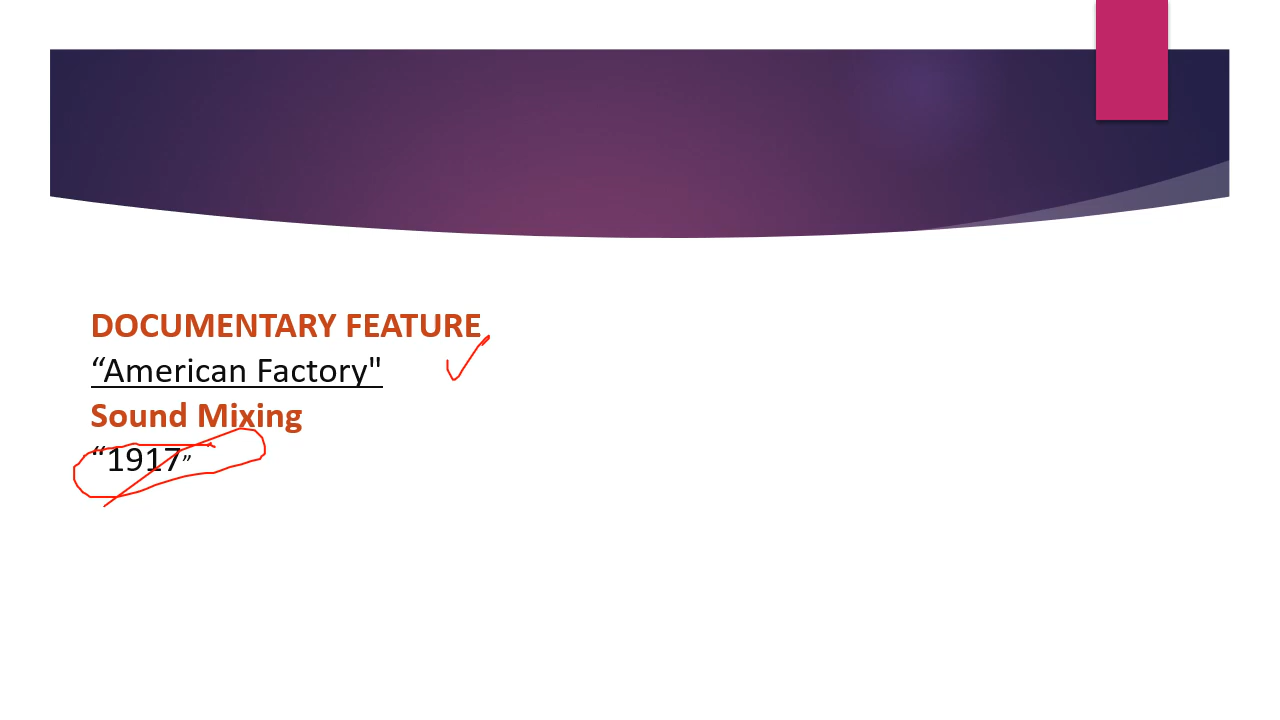 DOCUMENTARY FEATURE
“American Factory"
Sound Mixing
“1917”